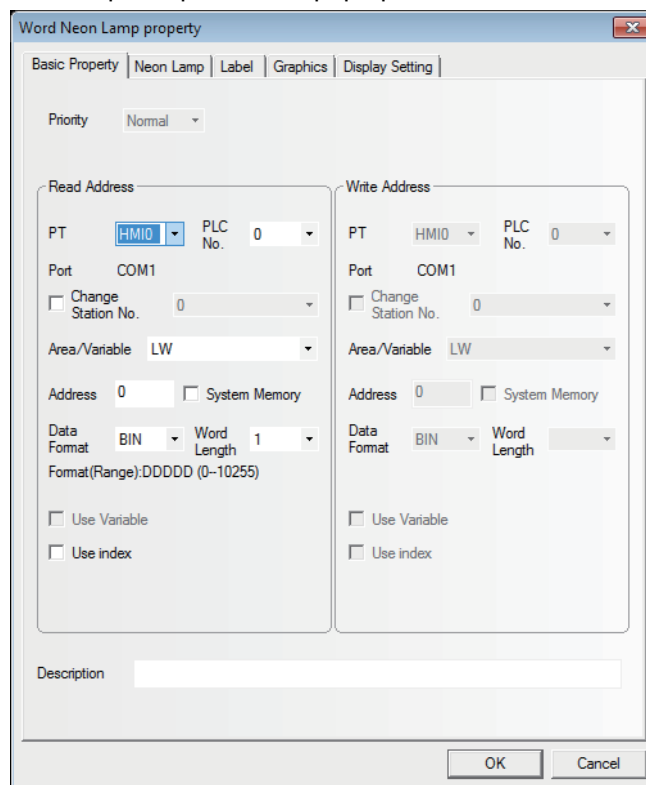 Word Neon Lamp property
Basic Property Neon Lamp Label Graphics Display Setting
Priority Normal
Read Address
PT HMI0 PLC No. 0
Port COM1
Change Station No. 0
Area/Variable LW
Address 0 System Memory
Data Format BIN Word Length 1
Format(Range):DDDDD (0--10255)
Use Variable
Use index
Write Address
PT HMI0 PLC No. 0
Port COM1
Change Station No. 0
Area/Variable LW
Address 0 System Memory
Data Format BIN Word Length
Use Variable
Use index
Description
OK Cancel